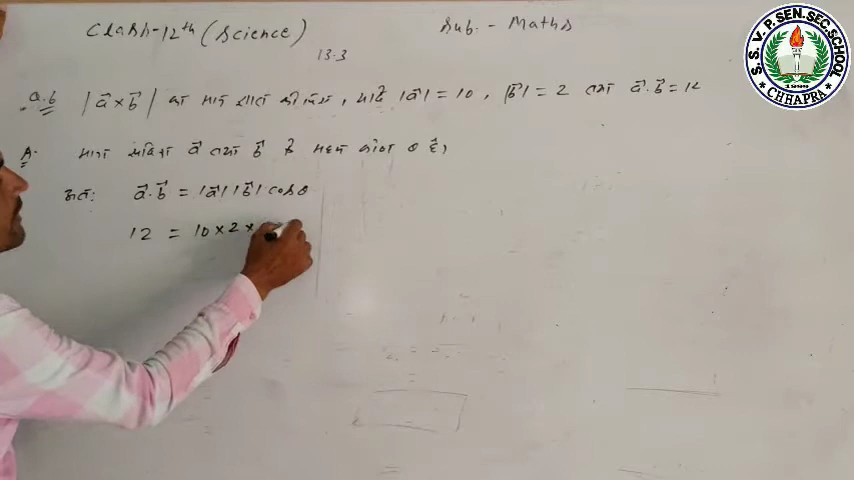 Class-12th (Science)
Sub. - Maths
13.3
Q.6 |a⃗ × b⃗| का मान ज्ञात कीजिए, यदि |a⃗| = 10, |b⃗| = 2 तथा a⃗.b⃗ = 12
A. माना सदिश a⃗ तथा b⃗ के मध्य कोण θ है।
अतः a⃗.b⃗ = |a⃗| |b⃗| cosθ
12 = 10 × 2 ×
S. S. V. P. SEN. SEC. SCHOOL
* CHHAPRA *